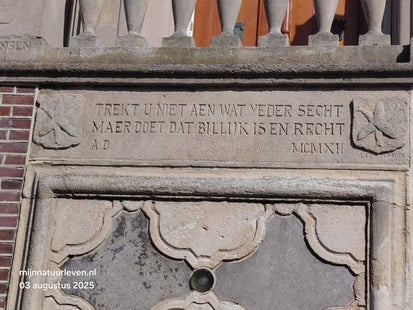 TREKT U NIET AEN WAT YEDER SECHT
MAER DOET DAT BILLIJK IS EN RECHT
A.D. MCMXII
mijnnatuurleven.nl
03 augustus 2025